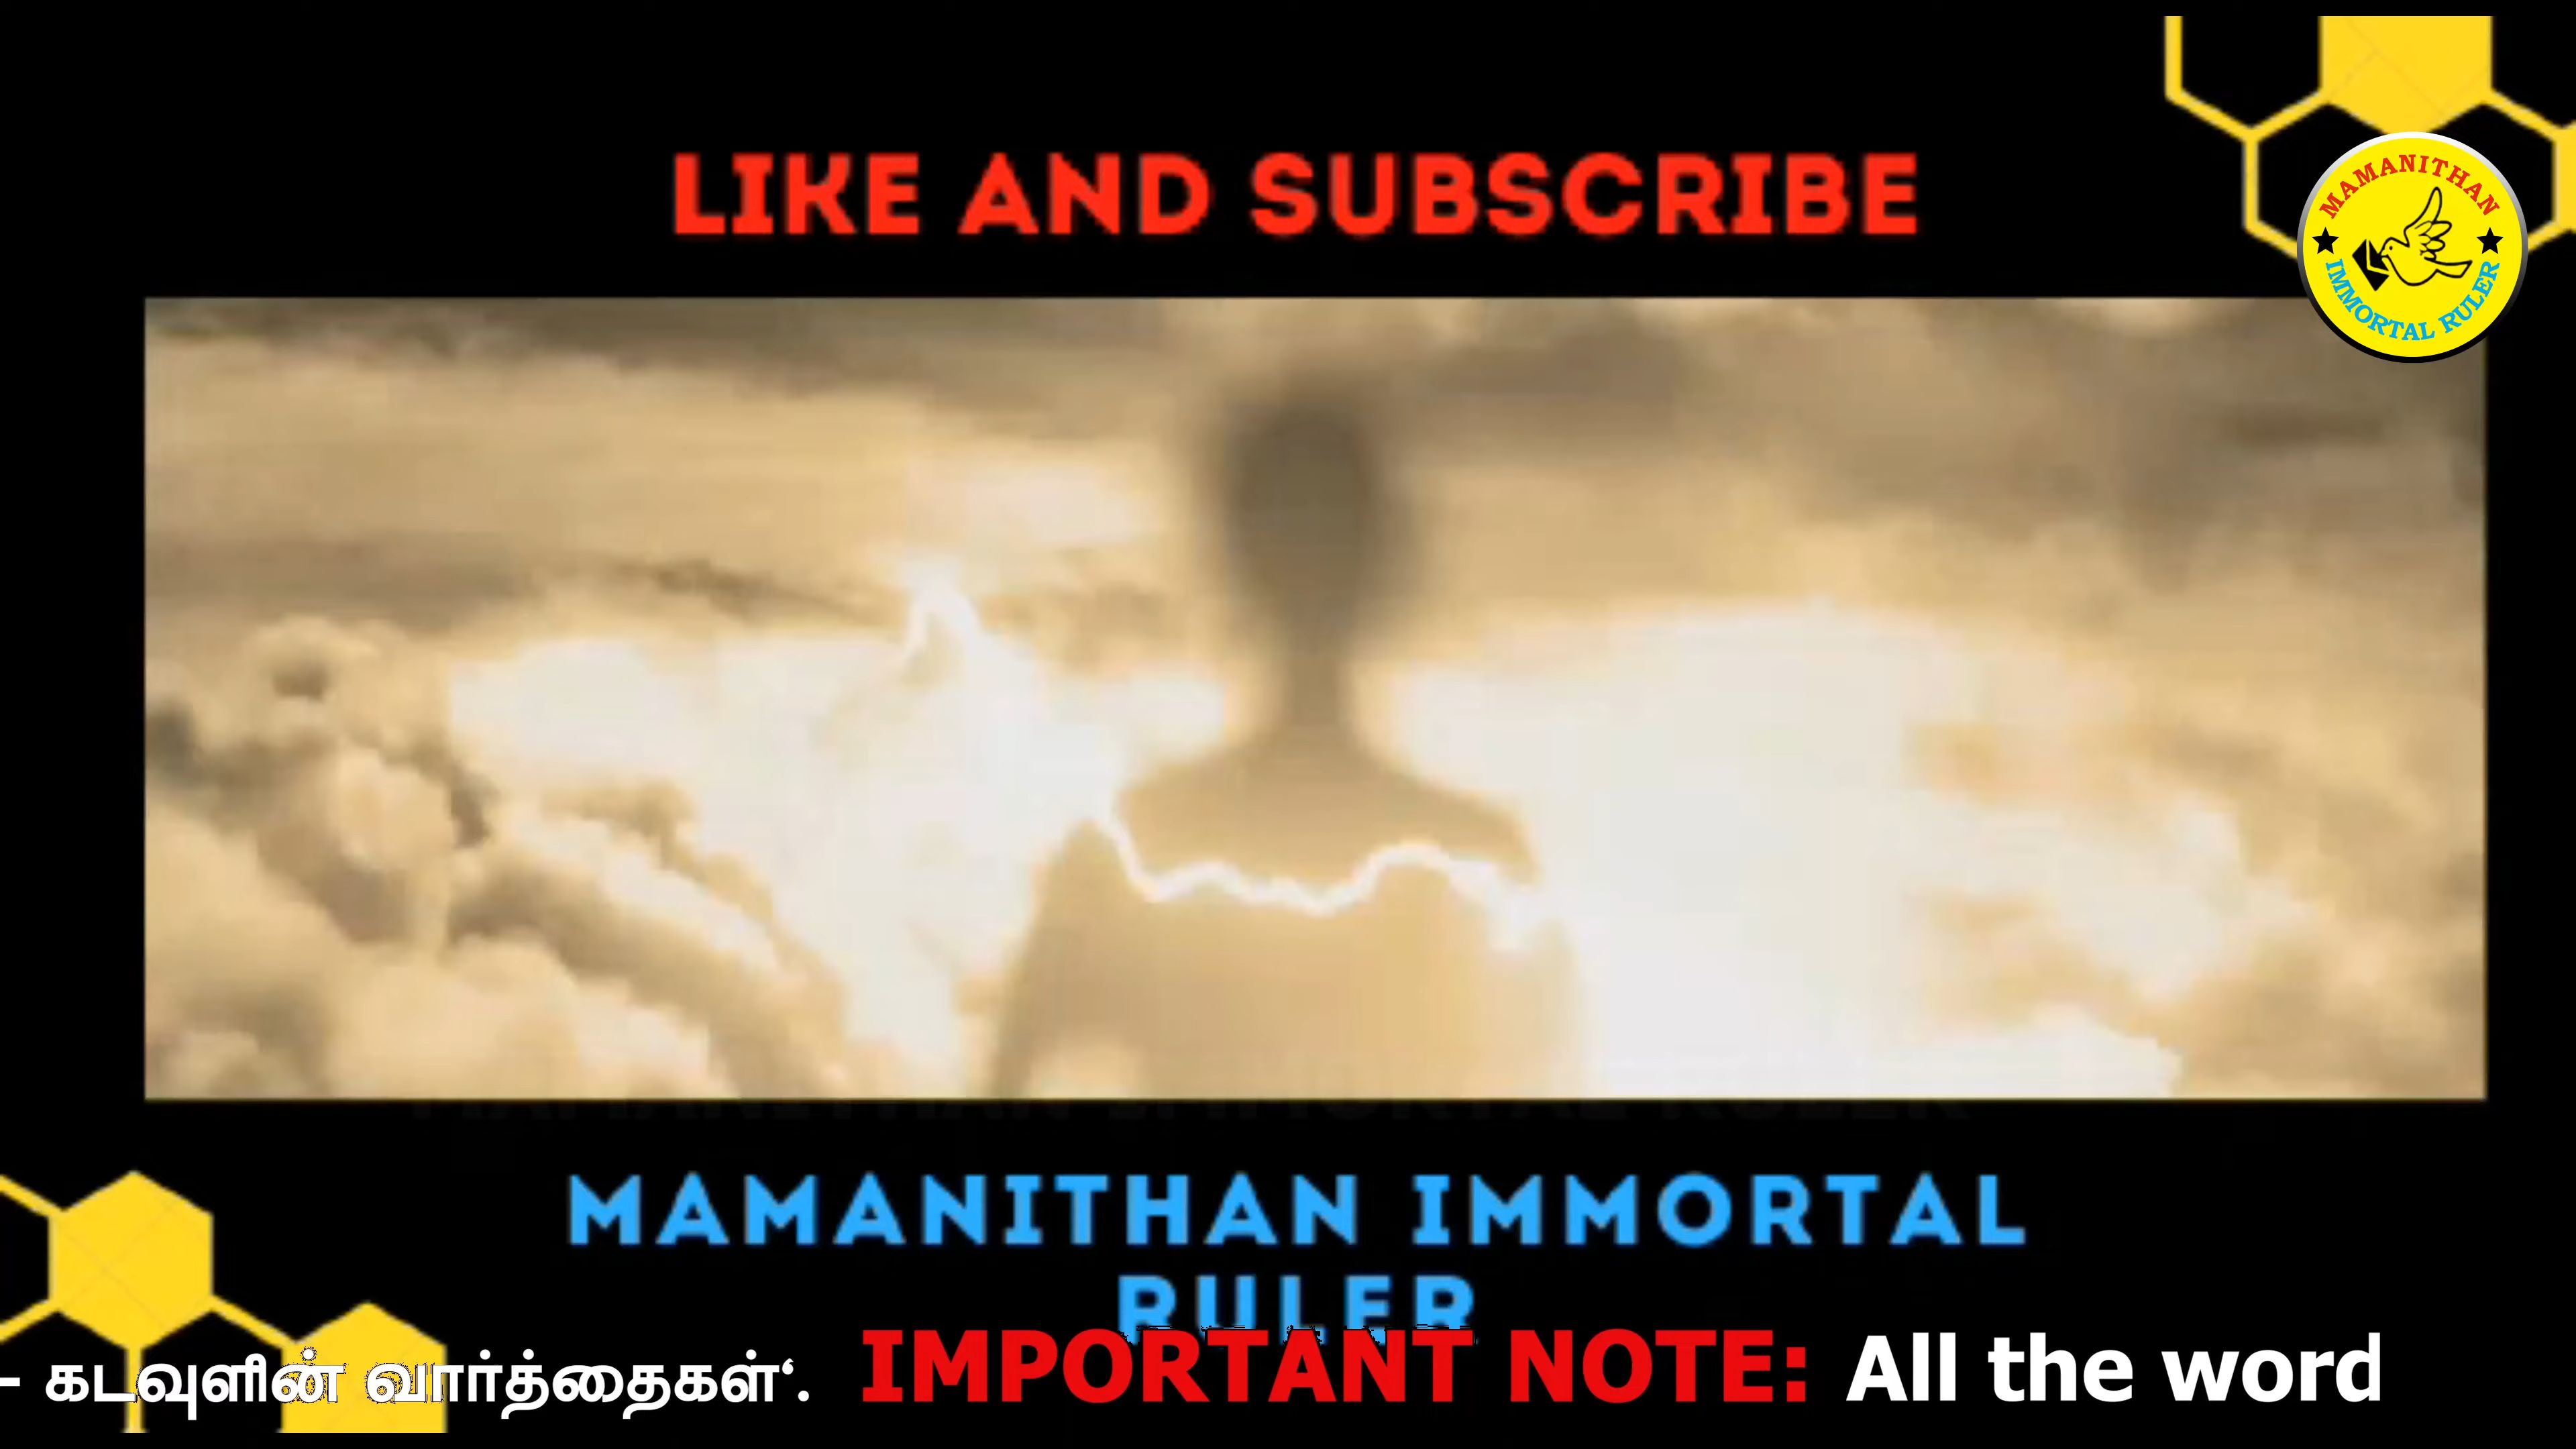 LIKE AND SUBSCRIBE
MAMANITHAN
IMMORTAL RULER
MAMANITHAN IMMORTAL
RULER
- கடவுளின் வார்த்தைகள்‘. IMPORTANT NOTE: All the word